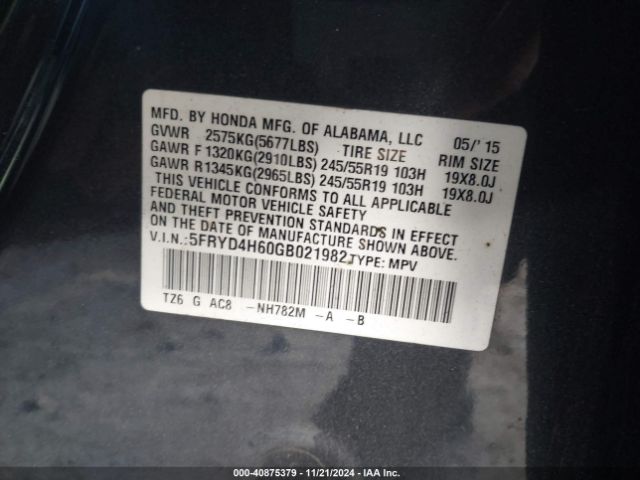 MFD. BY HONDA MFG. OF ALABAMA, LLC 05/' 15
GVWR 2575KG(5677LBS) TIRE SIZE RIM SIZE
GAWR F 1320KG(2910LBS) 245/55R19 103H 19X8.0J
GAWR R1345KG(2965LBS) 245/55R19 103H 19X8.0J
THIS VEHICLE CONFORMS TO ALL APPLICABLE
FEDERAL MOTOR VEHICLE SAFETY
AND THEFT PREVENTION STANDARDS IN EFFECT
ON THE DATE OF MANUFACTURE SHOWN ABOVE.
V.I.N.:5FRYD4H60GB021982 TYPE: MPV
TZ6 G AC8 -NH782M -A -B
000-40875379 - 11/21/2024 - IAA Inc.